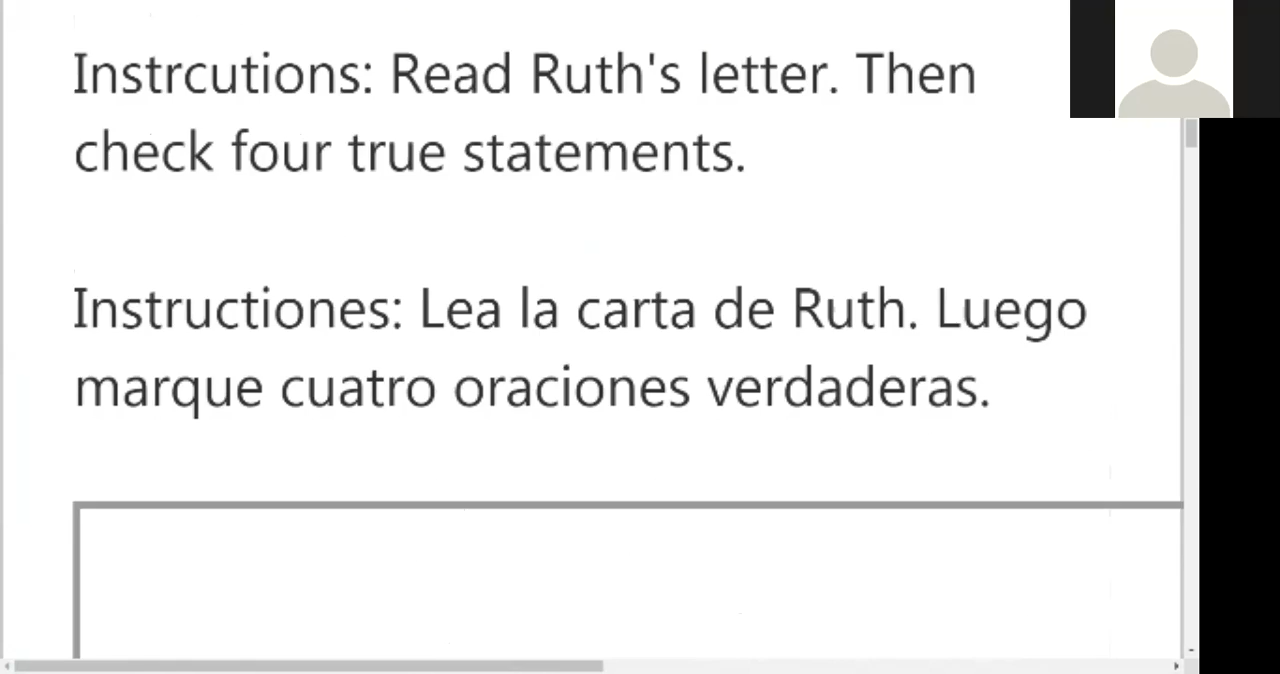 Instrcutions: Read Ruth's letter. Then
check four true statements.
Instructiones: Lea la carta de Ruth. Luego
marque cuatro oraciones verdaderas.